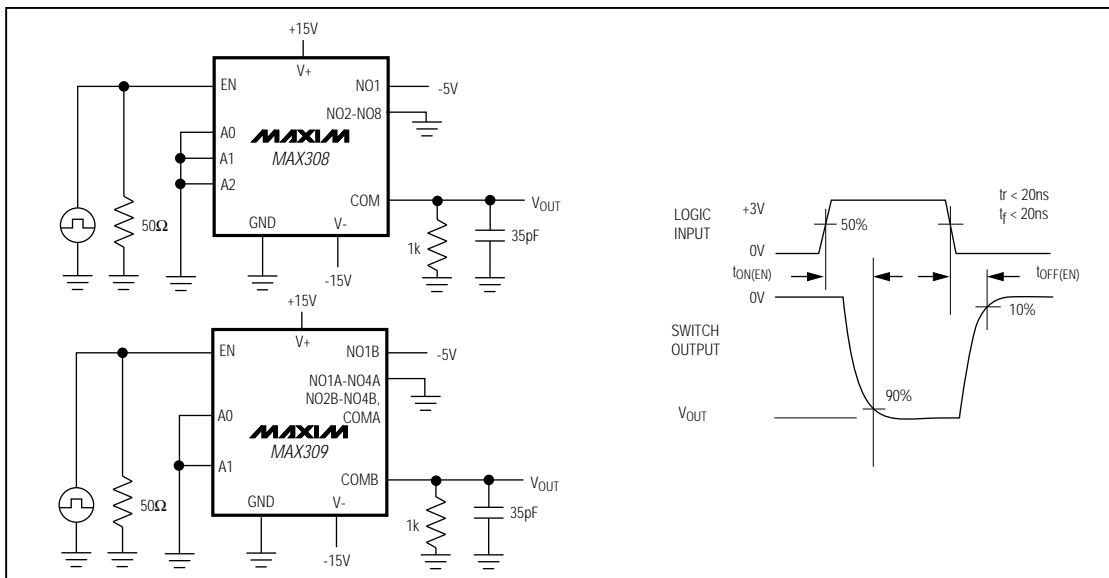 +15V
V+
EN
NO1
-5V
NO2-NO8
A0
A1
A2
MAXIM
MAX308
COM
VOUT
50Ω
GND
V-
1k
35pF
-15V
+15V
V+
EN
NO1B
-5V
NO1A-NO4A
NO2B-NO4B,
COMA
A0
MAXIM
MAX309
A1
COMB
VOUT
50Ω
GND
V-
1k
35pF
-15V
LOGIC
INPUT
+3V
50%
0V
tr < 20ns
tf < 20ns
tON(EN)
tOFF(EN)
0V
10%
SWITCH
OUTPUT
90%
VOUT